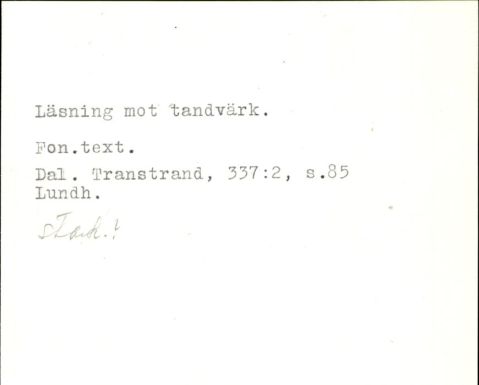 Läsning mot tandvärk.
Fon.text.
Dal. Transtrand, 337:2, s.85
Lundh.